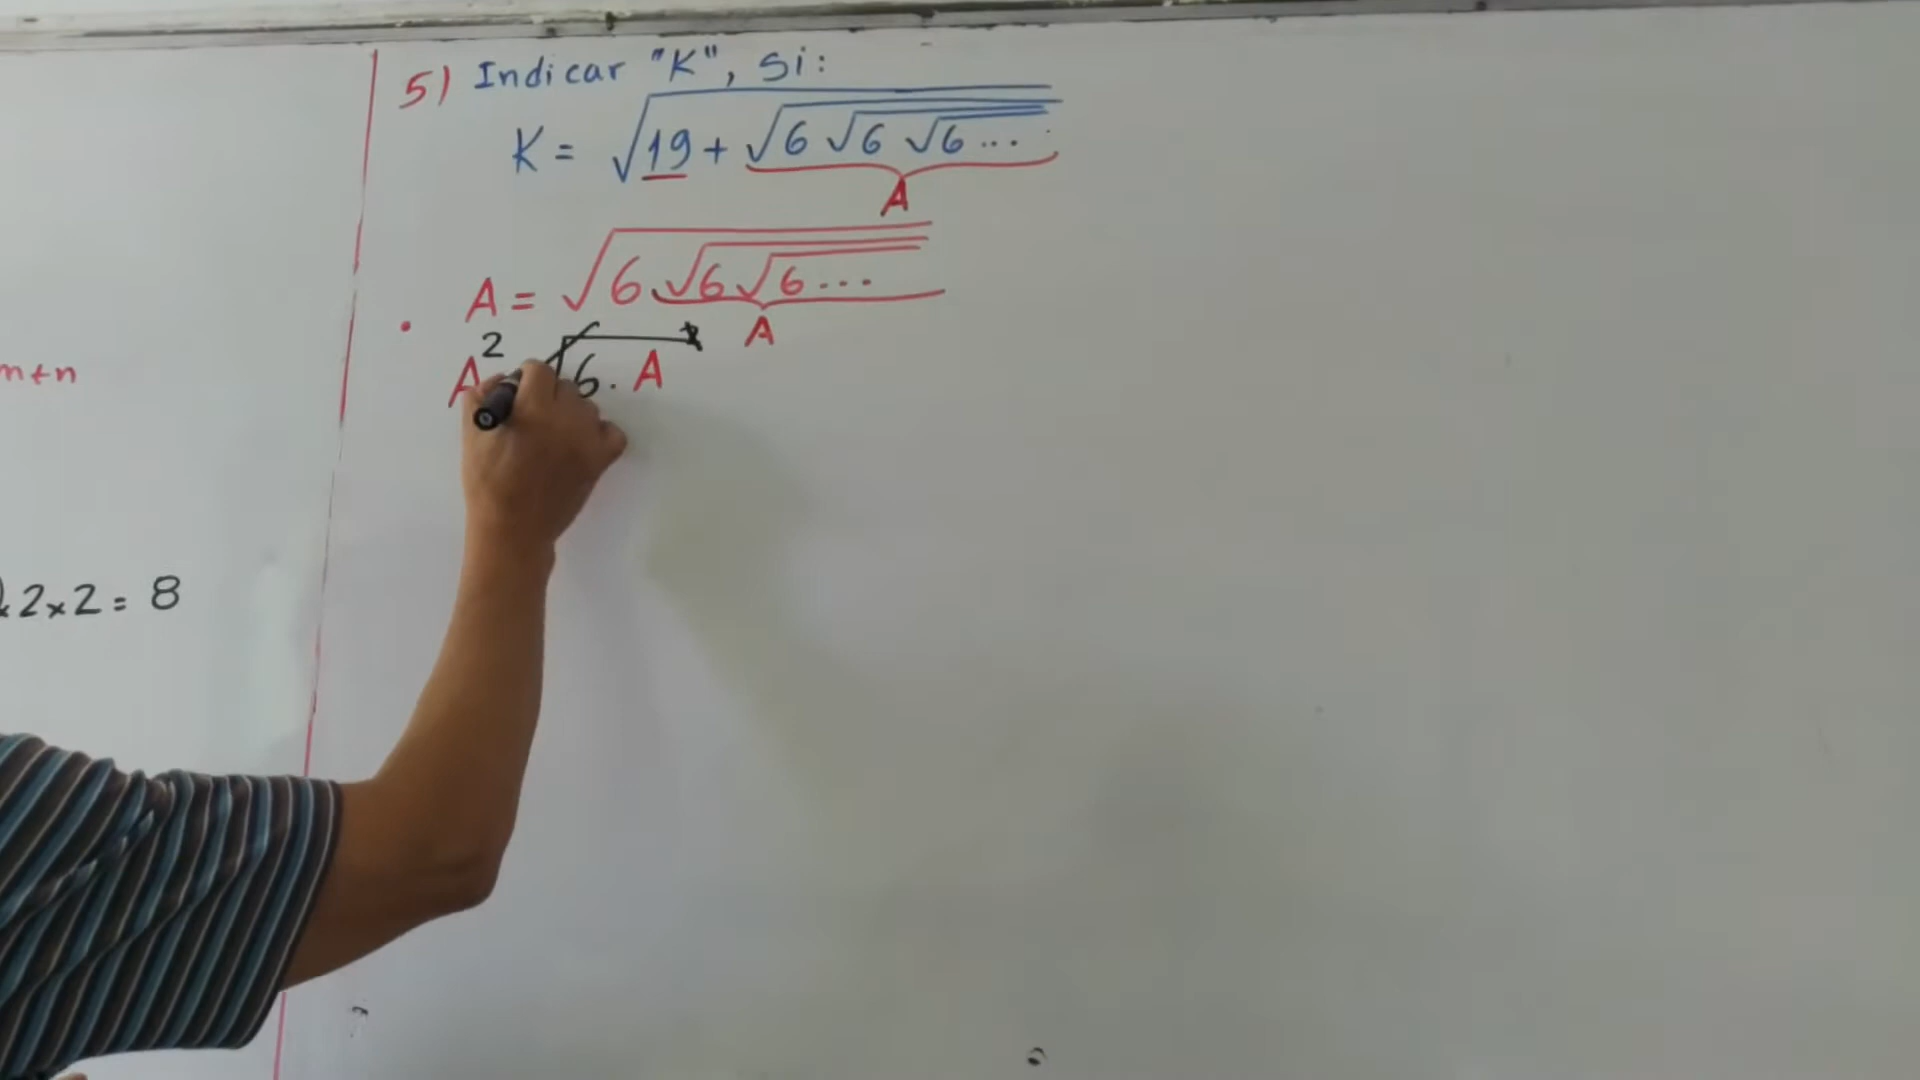 m+n
2×2 = 8
5) Indicar "K", Si:
K = √19 + √6 √6 √6 ...
A
. A = √6 . √6 √6 ...
A
A² √6 . A